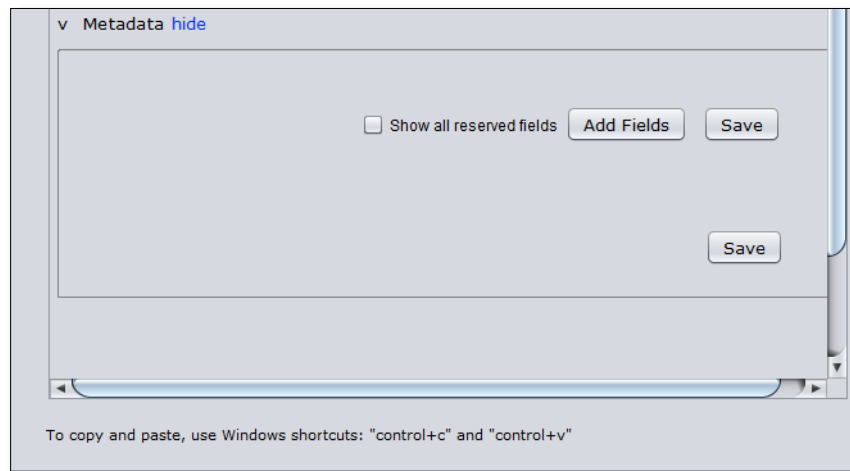 v Metadata hide
Show all reserved fields Add Fields Save
Save
To copy and paste, use Windows shortcuts: "control+c" and "control+v"